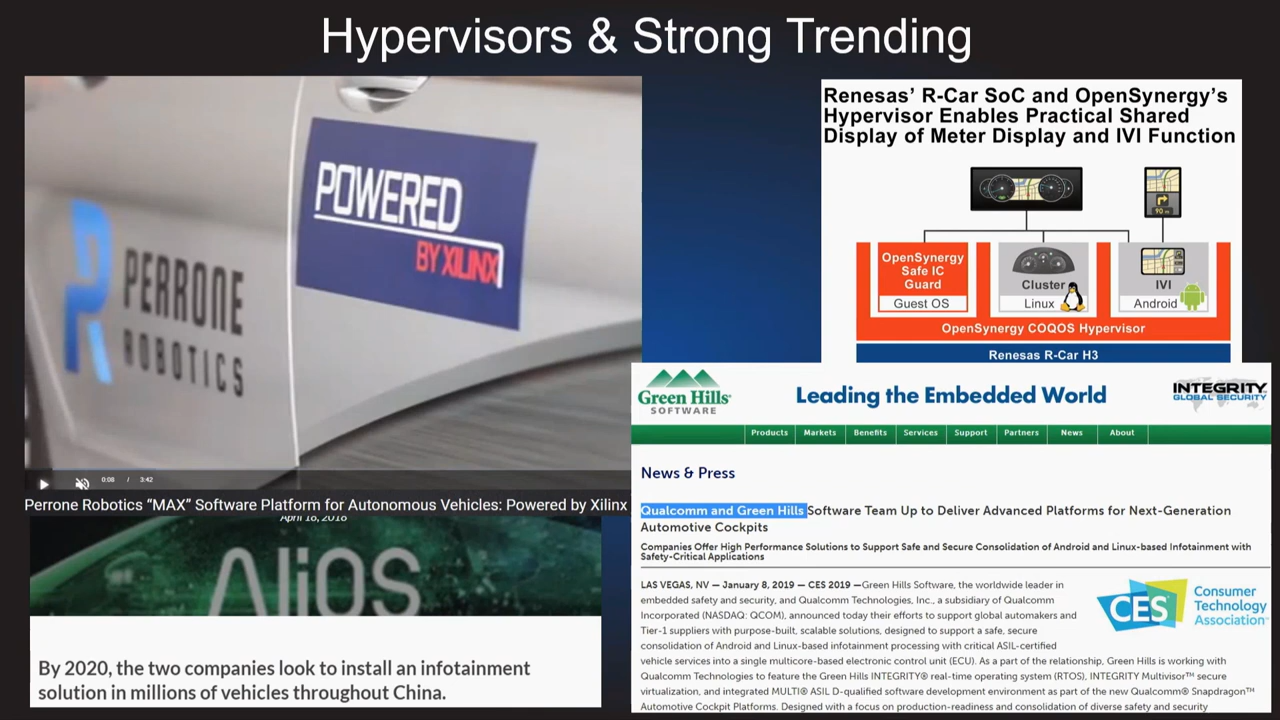 Hypervisors & Strong Trending
POWERED
BY XILINX
PERRONE
ROBOTICS
0:08 / 3:42
Perrone Robotics “MAX” Software Platform for Autonomous Vehicles: Powered by Xilinx
April 18, 2018
AliOS
By 2020, the two companies look to install an infotainment
solution in millions of vehicles throughout China.
Renesas’ R-Car SoC and OpenSynergy’s
Hypervisor Enables Practical Shared
Display of Meter Display and IVI Function
OpenSynergy
Safe IC
Guard
Guest OS
Cluster
Linux
IVI
Android
OpenSynergy COQOS Hypervisor
Renesas R-Car H3
Green Hills
SOFTWARE
Leading the Embedded World
INTEGRITY
GLOBAL SECURITY
Products Markets Benefits Services Support Partners News About
News & Press
Qualcomm and Green Hills Software Team Up to Deliver Advanced Platforms for Next-Generation
Automotive Cockpits
Companies Offer High Performance Solutions to Support Safe and Secure Consolidation of Android and Linux-based Infotainment with
Safety-Critical Applications
LAS VEGAS, NV — January 8, 2019 — CES 2019 —Green Hills Software, the worldwide leader in
embedded safety and security, and Qualcomm Technologies, Inc., a subsidiary of Qualcomm
Incorporated (NASDAQ: QCOM), announced today their efforts to support global automakers and
Tier-1 suppliers with purpose-built, scalable solutions, designed to support a safe, secure
consolidation of Android and Linux-based infotainment processing with critical ASIL-certified
vehicle services into a single multicore-based electronic control unit (ECU). As a part of the relationship, Green Hills is working with
Qualcomm Technologies to feature the Green Hills INTEGRITY® real-time operating system (RTOS), INTEGRITY Multivisor™ secure
virtualization, and integrated MULTI® ASIL D-qualified software development environment as part of the new Qualcomm® Snapdragon™
Automotive Cockpit Platforms. Designed with a focus on production-readiness and consolidation of diverse safety and security
CES
Consumer
Technology
Association™